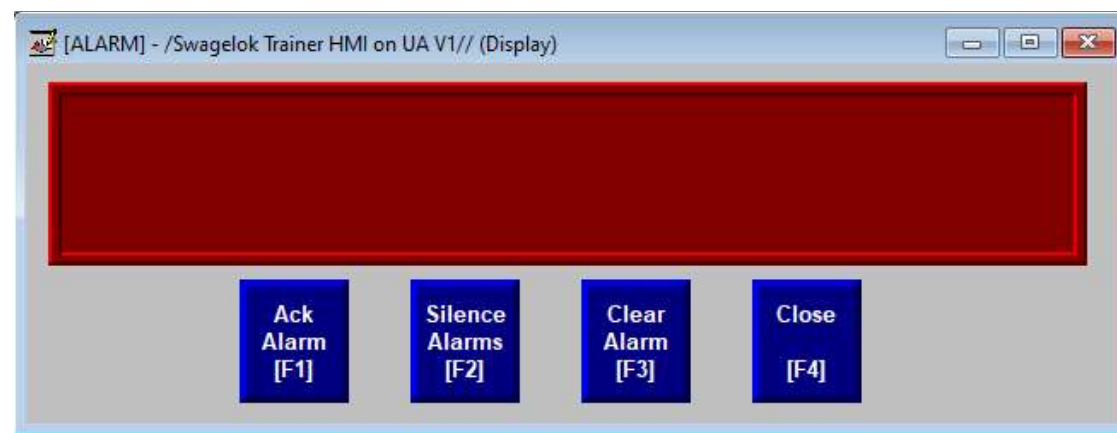 [ALARM] - /Swagelok Trainer HMI on UA V1// (Display)
Ack
Alarm
[F1]
Silence
Alarms
[F2]
Clear
Alarm
[F3]
Close
[F4]